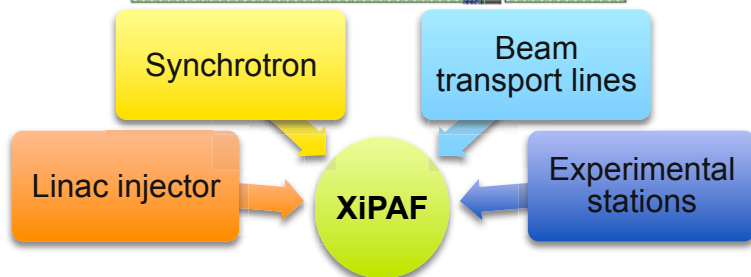 Synchrotron
Beam
transport lines
Linac injector
XiPAF
Experimental
stations